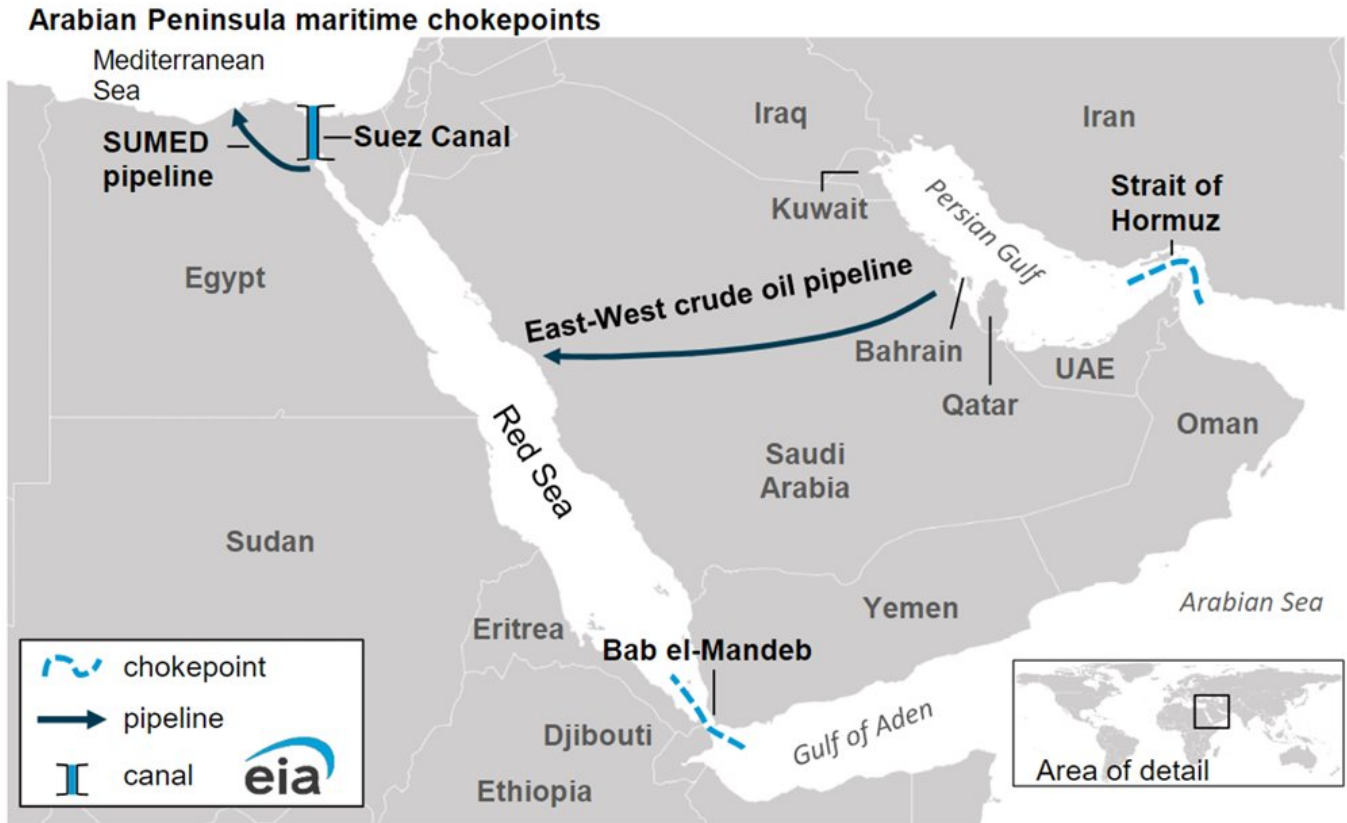 Arabian Peninsula maritime chokepoints
Mediterranean
Sea
SUMED
pipeline
Suez Canal
Iraq
Iran
Kuwait
Persian Gulf
Strait of
Hormuz
Egypt
East-West crude oil pipeline
Bahrain
Qatar
UAE
Oman
Red Sea
Saudi
Arabia
Sudan
Eritrea
Yemen
Arabian Sea
Bab el-Mandeb
Djibouti
Gulf of Aden
Ethiopia
chokepoint
pipeline
canal
eia
Area of detail